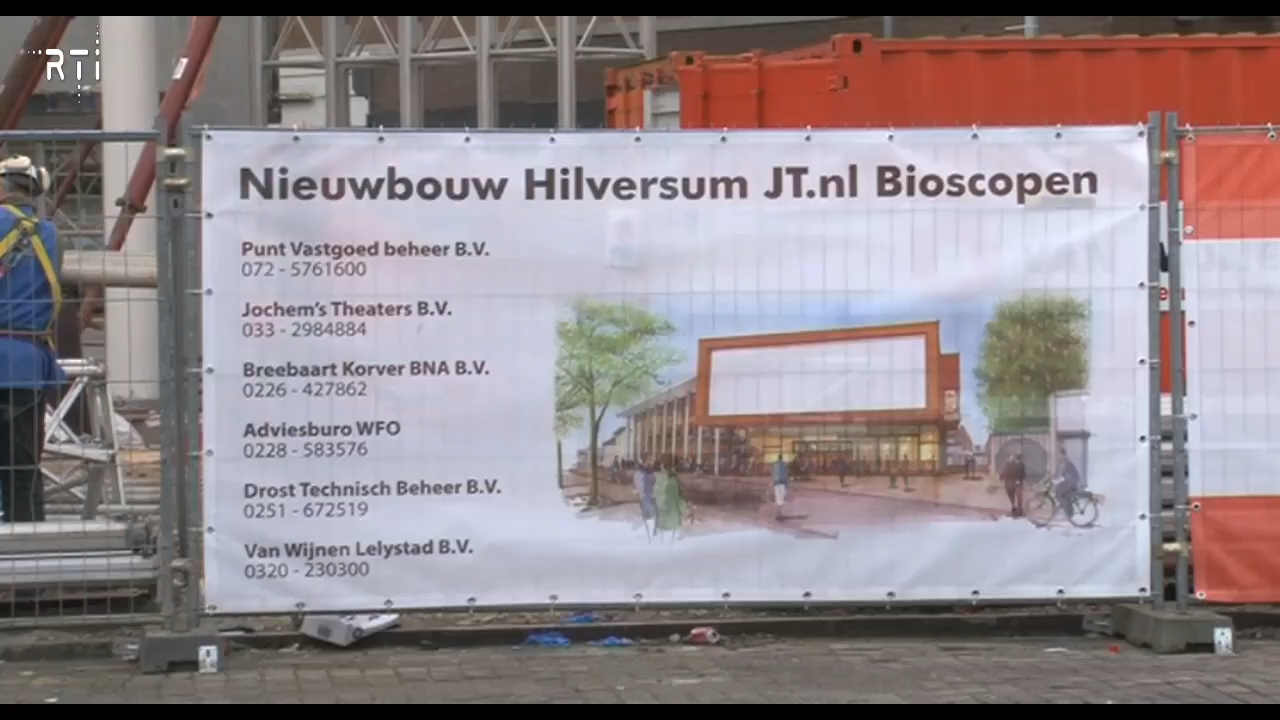 RTi
Nieuwbouw Hilversum JT.nl Bioscopen
Punt Vastgoed beheer B.V.
072 - 5761600
Jochem's Theaters B.V.
033 - 2984884
Breebaart Korver BNA B.V.
0226 - 427862
Adviesburo WFO
0228 - 583576
Drost Technisch Beheer B.V.
0251 - 672519
Van Wijnen Lelystad B.V.
0320 - 230300